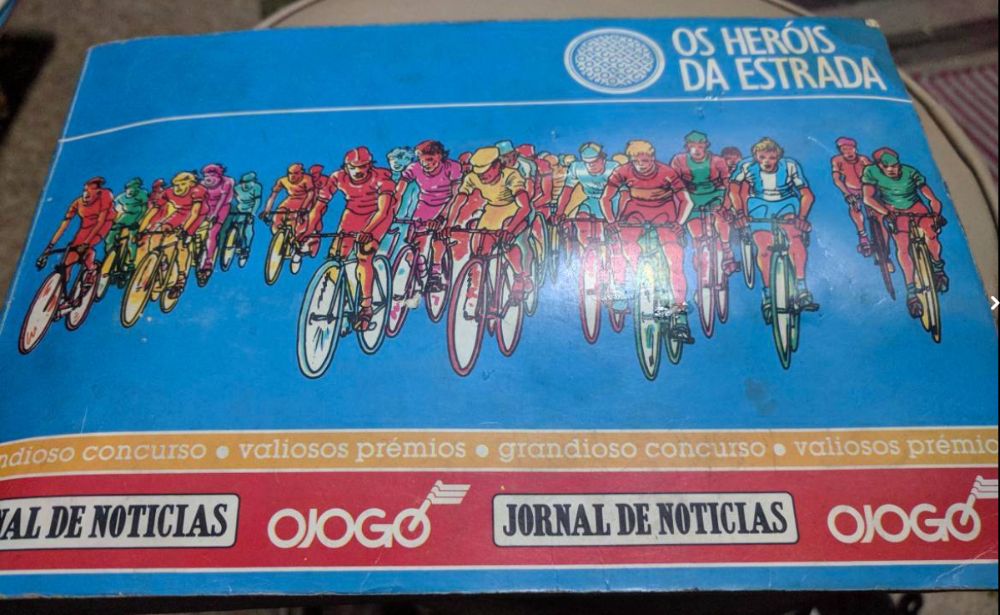 OS HERÓIS
DA ESTRADA
ndioso concurso • valiosos prémios • grandioso concurso • valiosos prémio
NAL DE NOTICIAS OJOGO JORNAL DE NOTICIAS OJOGO